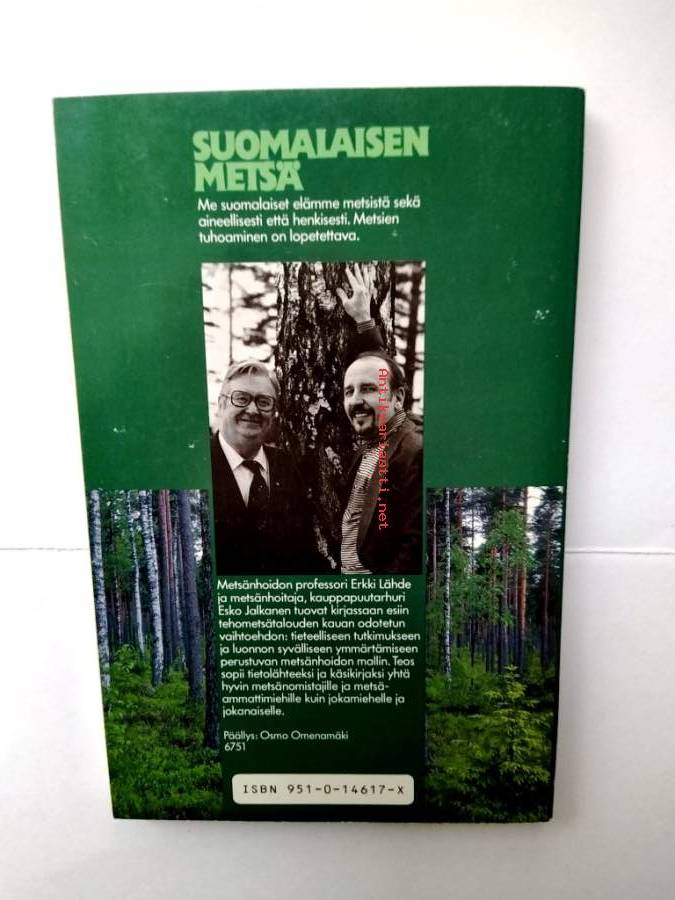 SUOMALAISEN
METSÄ
Me suomalaiset elämme metsistä sekä
aineellisesti että henkisesti. Metsien
tuhoaminen on lopetettava.
Antikvariaatti.net
Metsänhoidon professori Erkki Lähde
ja metsänhoitaja, kauppapuutarhuri
Esko Jalkanen tuovat kirjassaan esiin
tehometsätalouden kauan odotetun
vaihtoehdon: tieteelliseen tutkimukseen
ja luonnon syvälliseen ymmärtämiseen
perustuvan metsänhoidon mallin. Teos
sopii tietolähteeksi ja käsikirjaksi yhtä
hyvin metsänomistajille ja metsä-
ammattimiehille kuin jokamiehelle ja
jokanaiselle.
Päällys: Osmo Omenamäki
6751
ISBN 951-0-14617-X